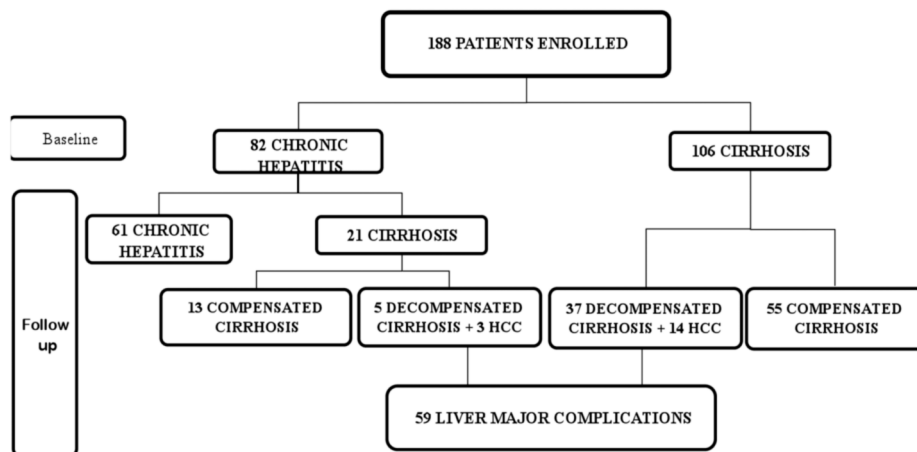 188 PATIENTS ENROLLED
Baseline
82 CHRONIC
HEPATITIS
106 CIRRHOSIS
61 CHRONIC
HEPATITIS
21 CIRRHOSIS
Follow
up
13 COMPENSATED
CIRRHOSIS
5 DECOMPENSATED
CIRRHOSIS + 3 HCC
37 DECOMPENSATED
CIRRHOSIS + 14 HCC
55 COMPENSATED
CIRRHOSIS
59 LIVER MAJOR COMPLICATIONS